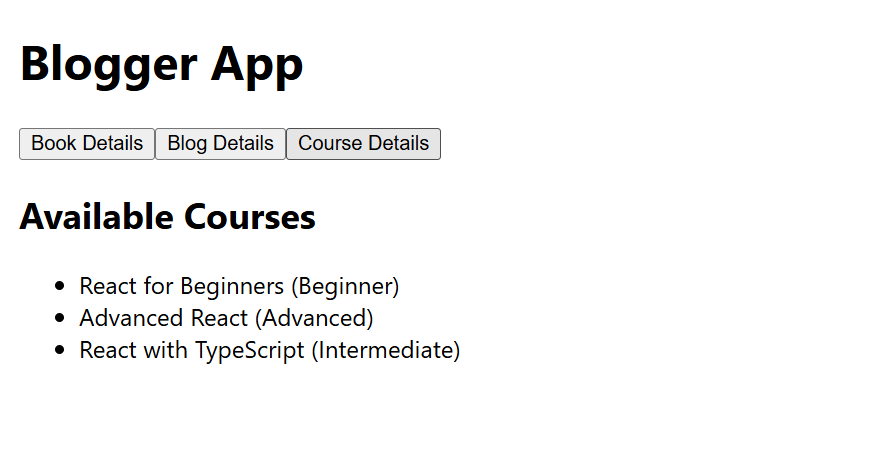 Blogger App
Book Details Blog Details Course Details
Available Courses
• React for Beginners (Beginner)
• Advanced React (Advanced)
• React with TypeScript (Intermediate)